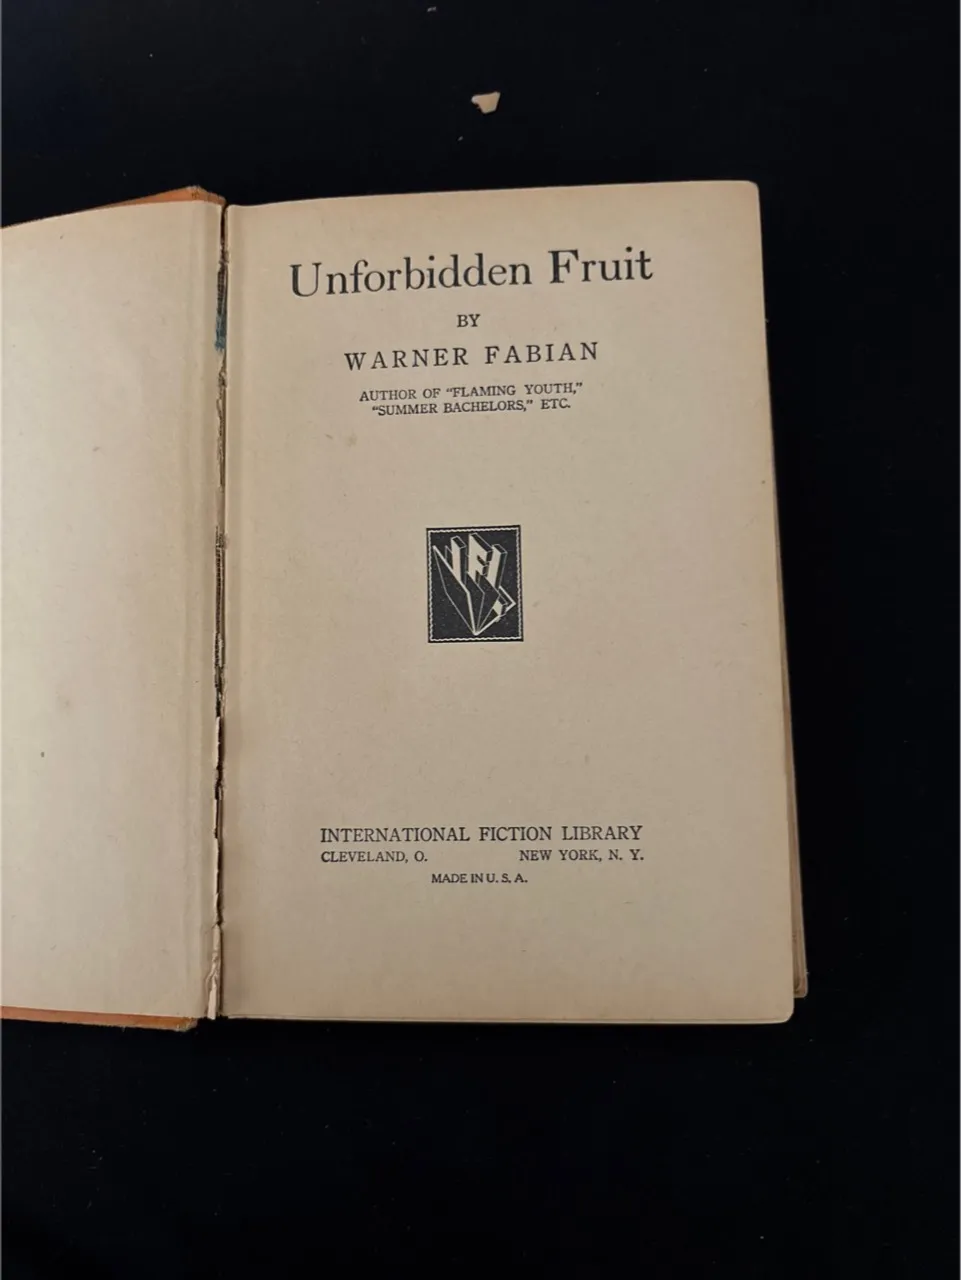 Unforbidden Fruit
BY
WARNER FABIAN
AUTHOR OF "FLAMING YOUTH,"
"SUMMER BACHELORS," ETC.
INTERNATIONAL FICTION LIBRARY
CLEVELAND, O. NEW YORK, N. Y.
MADE IN U. S. A.